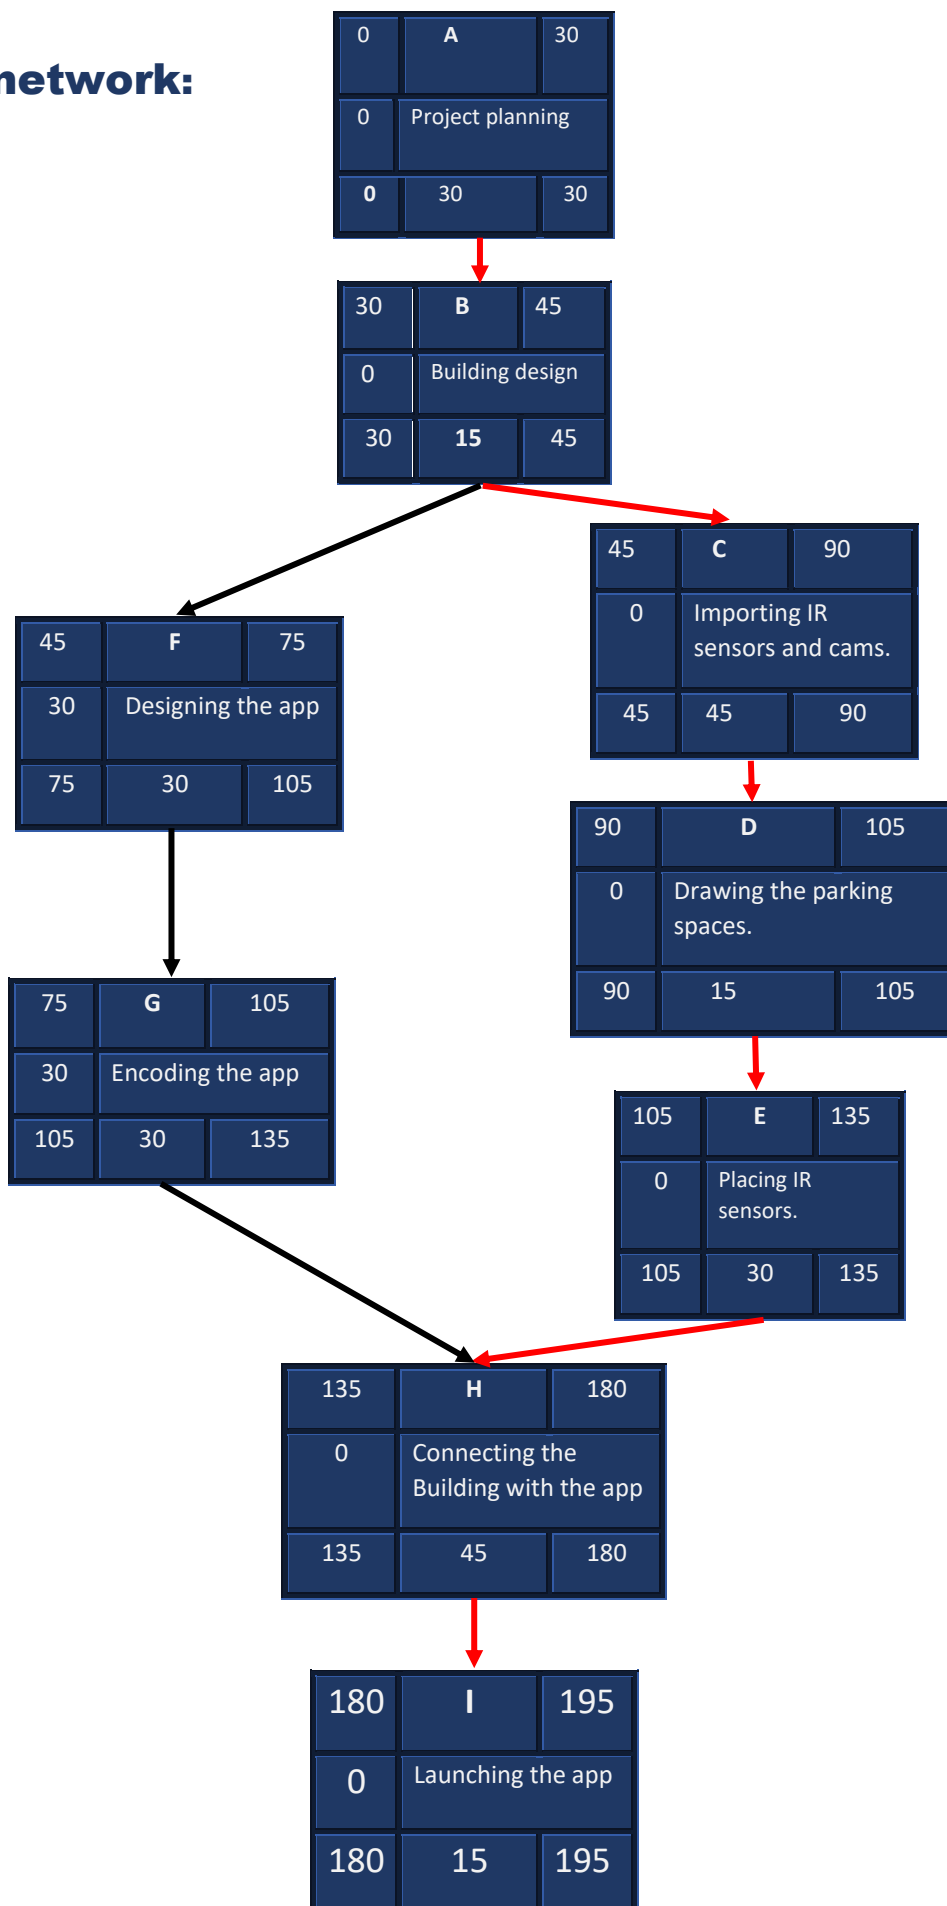 network:
0 A 30
0 Project planning
0 30 30
30 B 45
0 Building design
30 15 45
45 C 90
0 Importing IR
sensors and cams.
45 45 90
45 F 75
30 Designing the app
75 30 105
90 D 105
0 Drawing the parking
spaces.
90 15 105
75 G 105
30 Encoding the app
105 30 135
105 E 135
0 Placing IR
sensors.
105 30 135
135 H 180
0 Connecting the
Building with the app
135 45 180
180 I 195
0 Launching the app
180 15 195